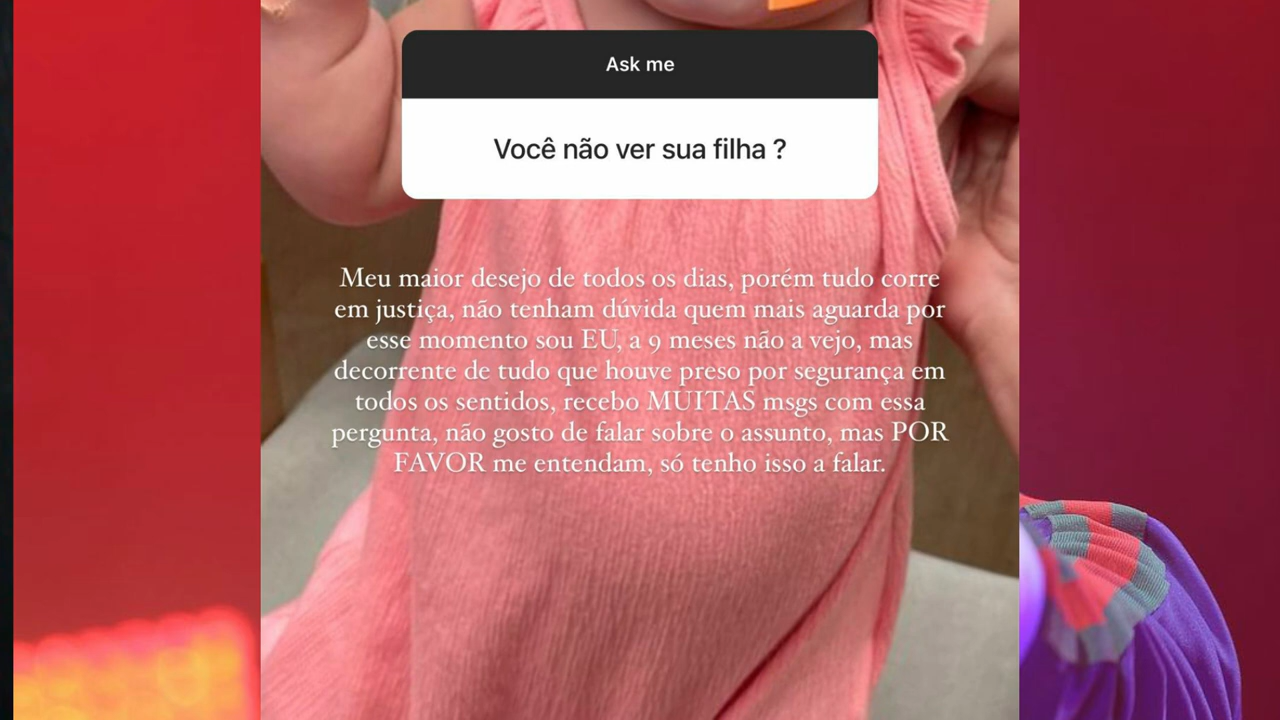 Ask me
Você não ver sua filha ?
Meu maior desejo de todos os dias, porém tudo corre
em justiça, não tenham dúvida quem mais aguarda por
esse momento sou EU, a 9 meses não a vejo, mas
decorrente de tudo que houve preso por segurança em
todos os sentidos, recebo MUITAS msgs com essa
pergunta, não gosto de falar sobre o assunto, mas POR
FAVOR me entendam, só tenho isso a falar.